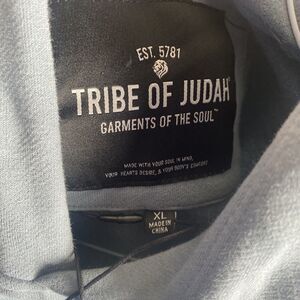 EST. 5781
TRIBE OF JUDAH
GARMENTS OF THE SOUL™
MADE WITH YOUR SOUL IN MIND,
YOUR HEARTS DESIRE, & YOUR BODY'S COMFORT
XL
MADE IN
CHINA